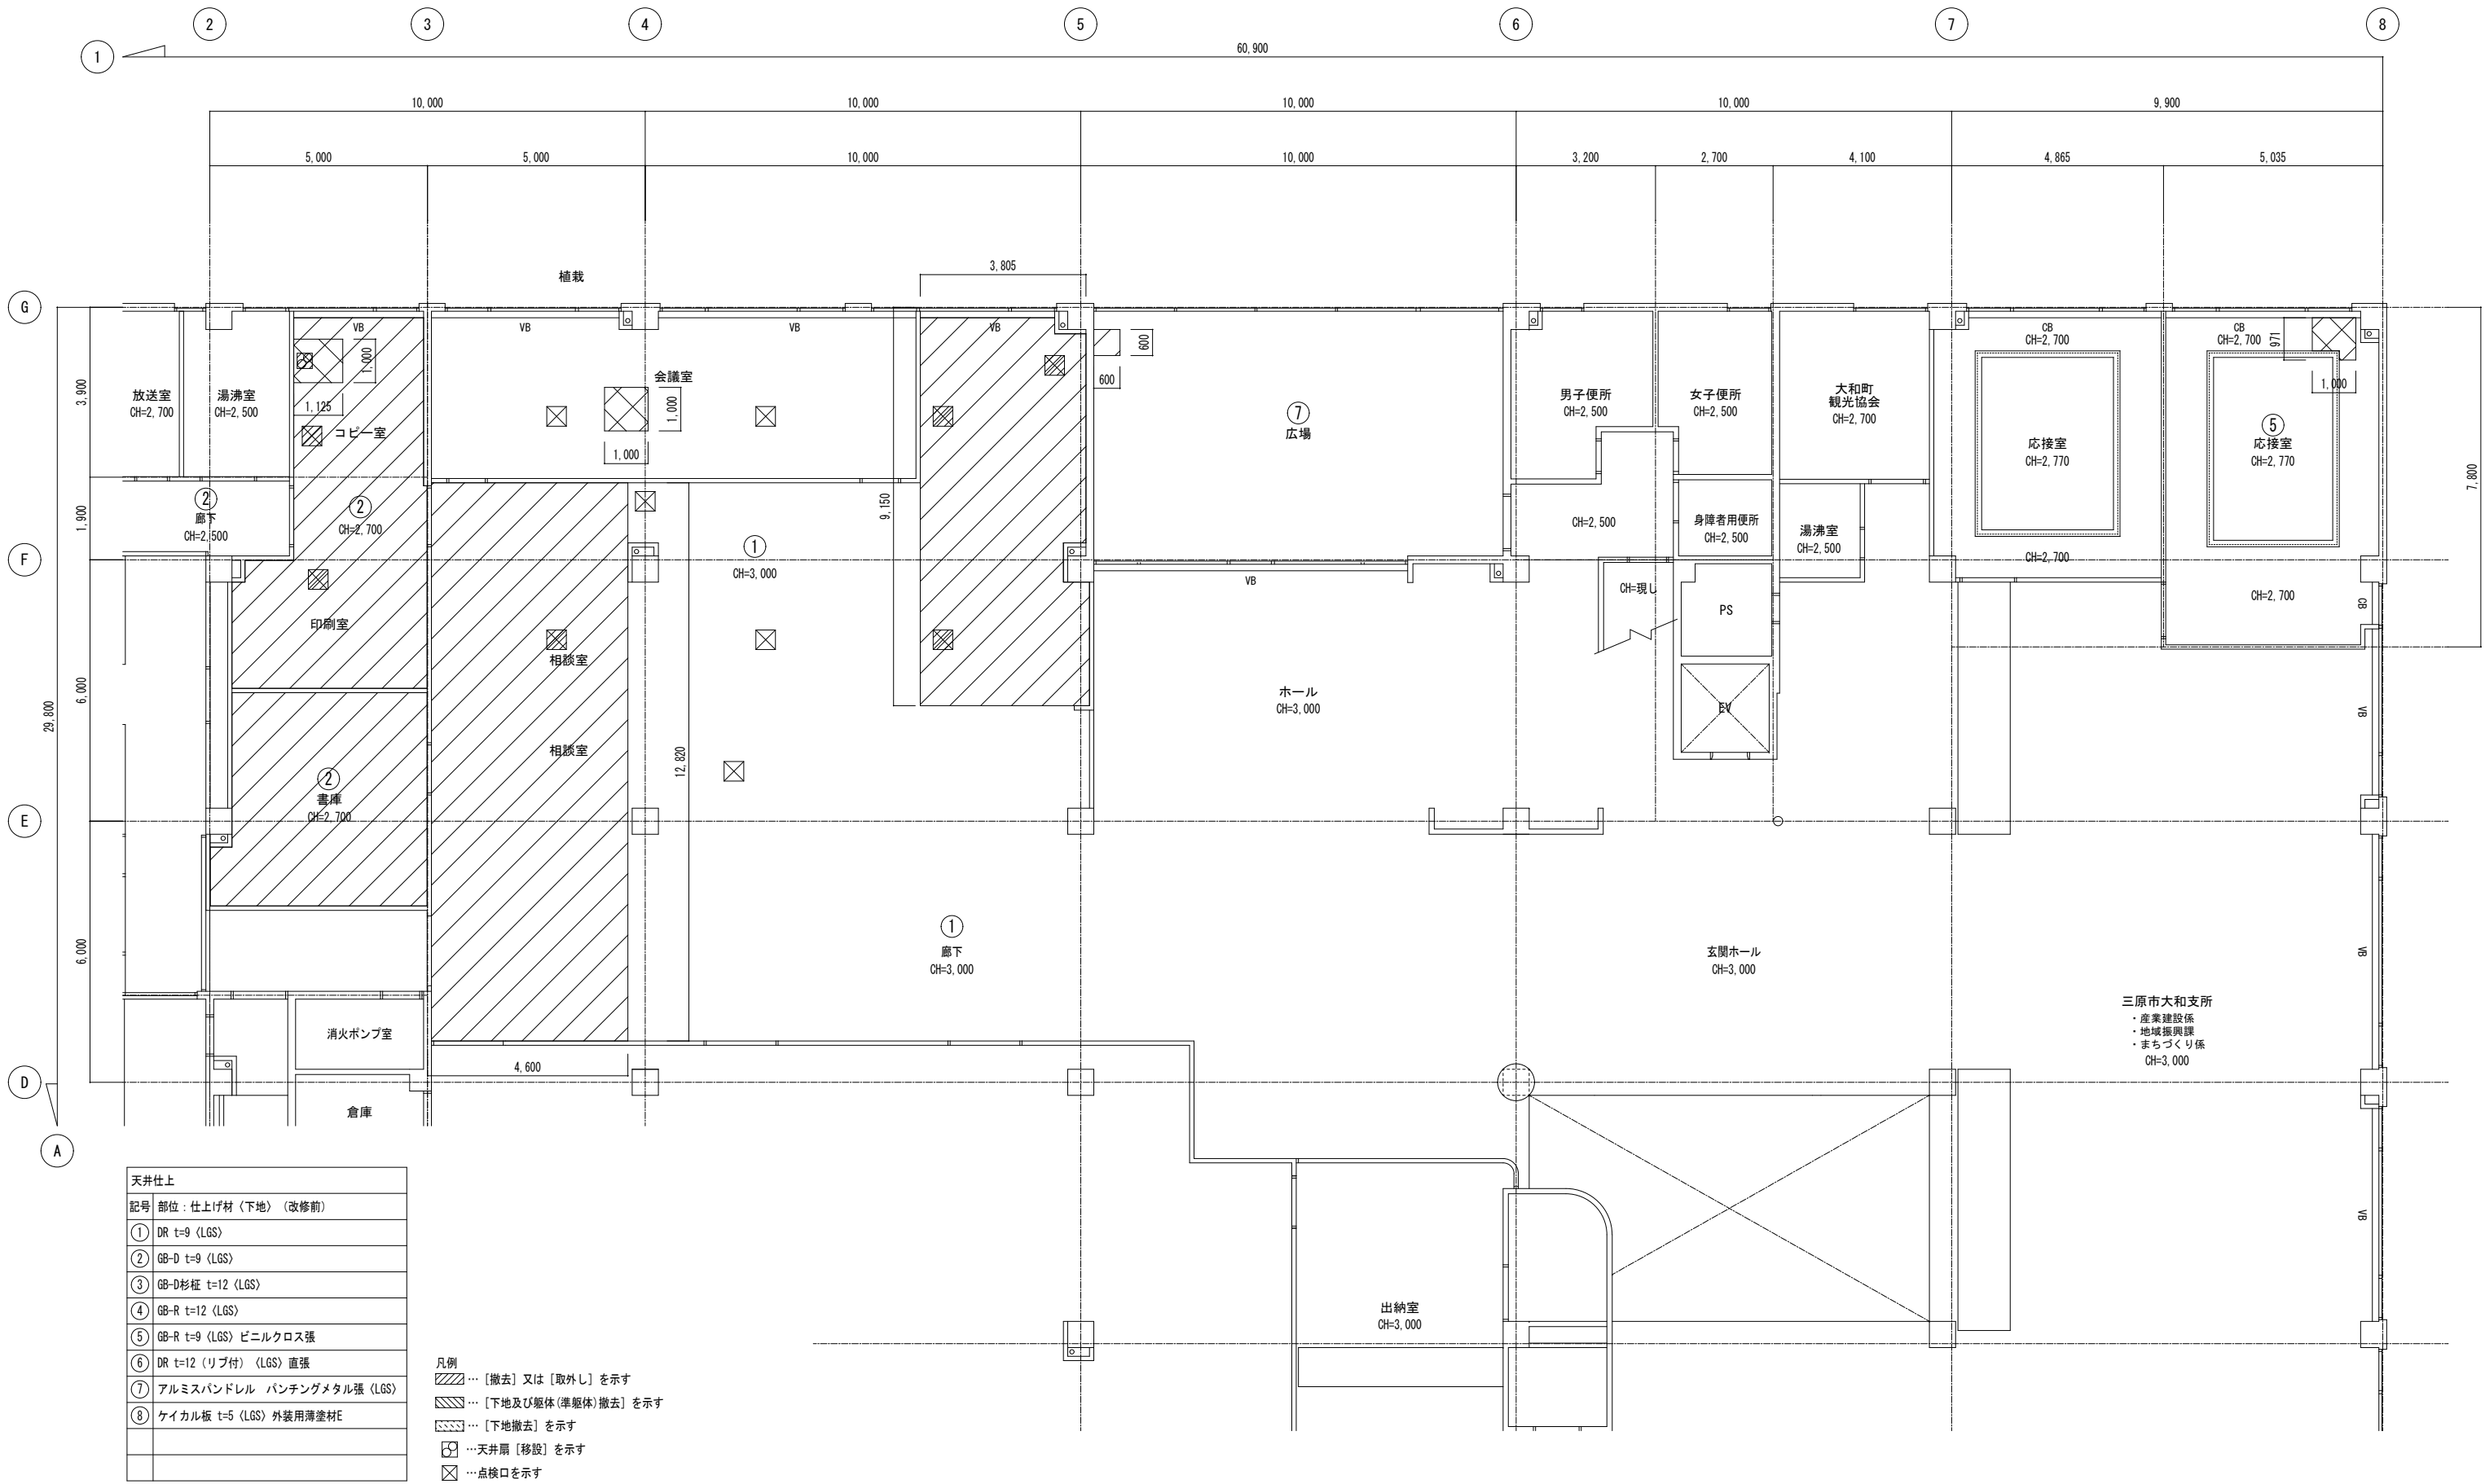 2
3
4
5
6
7
8
1
60,900
10,000
10,000
10,000
10,000
9,900
5,000
5,000
10,000
10,000
3,200
2,700
4,100
4,865
5,035
植栽
3,805
G
VB
VB
VB
VB
CB
CH=2,700
CB
CH=2,700
971
1,000
600
600
1,000
1,125
3,900
放送室
CH=2,700
湯沸室
CH=2,500
コピー室
会議室
1,000
1,000
⑦
広場
男子便所
CH=2,500
女子便所
CH=2,500
大和町
観光協会
CH=2,700
応接室
CH=2,770
⑤
応接室
CH=2,770
7,800
1,900
②
廊下
CH=2,500
②
CH=2,700
9,150
①
CH=3,000
CH=2,500
身障者用便所
CH=2,500
湯沸室
CH=2,500
CH=2,700
F
VB
CH=現し
PS
CH=2,700
CB
印刷室
相談室
6,000
29,800
ホール
CH=3,000
EV
VB
相談室
12,820
②
書庫
CH=2,700
E
①
廊下
CH=3,000
玄関ホール
CH=3,000
VB
6,000
三原市大和支所
・産業建設係
・地域振興課
・まちづくり係
CH=3,000
消火ポンプ室
4,600
D
倉庫
A
VB
出納室
CH=3,000
天井仕上
記号 部位:仕上げ材〈下地〉(改修前)
① DR t=9〈LGS〉
② GB-D t=9〈LGS〉
③ GB-D杉柾 t=12〈LGS〉
④ GB-R t=12〈LGS〉
⑤ GB-R t=9〈LGS〉ビニルクロス張
⑥ DR t=12(リブ付)〈LGS〉直張
⑦ アルミスパンドレル パンチングメタル張〈LGS〉
⑧ ケイカル板 t=5〈LGS〉外装用薄塗材E
凡例
…[撤去]又は[取外し]を示す
…[下地及び躯体(準躯体)撤去]を示す
…[下地撤去]を示す
…天井扇[移設]を示す
…点検口を示す